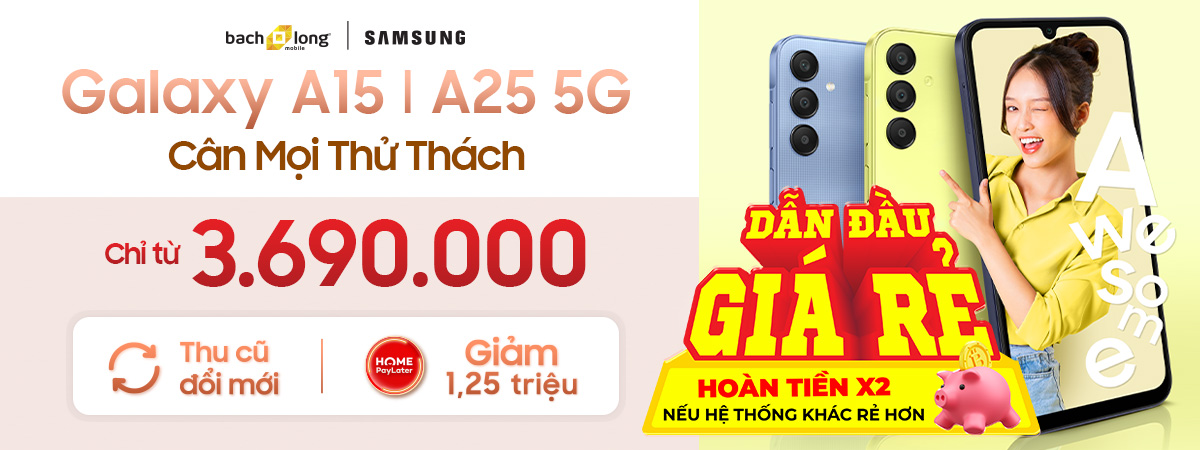 bach long
mobile
SAMSUNG
Galaxy A15 | A25 5G
Cân Mọi Thử Thách
Chỉ từ 3.690.000
Thu cũ
đổi mới
HOME
PayLater
Giảm
1,25 triệu
DẪN ĐẦU
GIÁ RẺ
HOÀN TIỀN X2
NẾU HỆ THỐNG KHÁC RẺ HƠN
Awesome